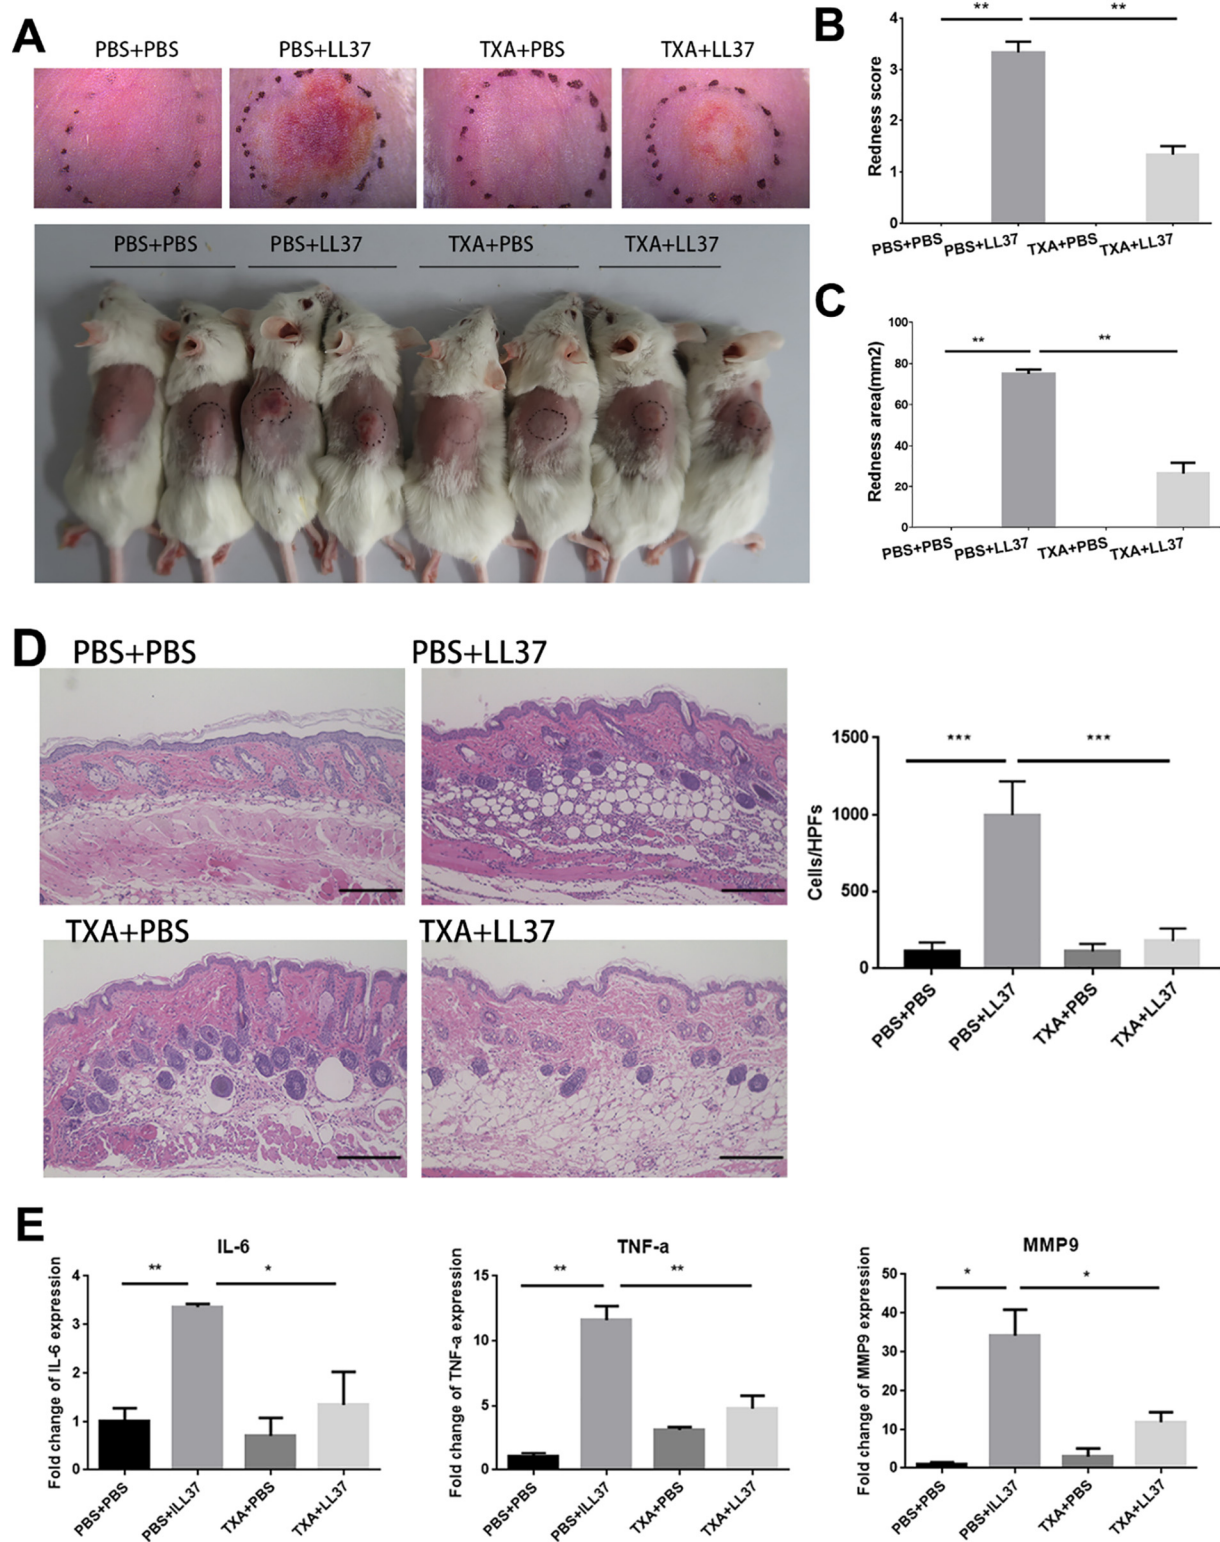 A
PBS+PBS PBS+LL37 TXA+PBS TXA+LL37
PBS+PBS PBS+LL37 TXA+PBS TXA+LL37
B
Redness score
4
3
2
1
0
** **
PBS+PBS PBS+LL37 TXA+PBS TXA+LL37
C
Redness area(mm2)
100
80
60
40
20
0
** **
PBS+PBS PBS+LL37 TXA+PBS TXA+LL37
D
PBS+PBS PBS+LL37
TXA+PBS TXA+LL37
Cells/HPFs
1500
1000
500
0
*** ***
PBS+PBS PBS+LL37 TXA+PBS TXA+LL37
E
IL-6
Fold change of IL-6 expression
4
3
2
1
0
** *
PBS+PBS PBS+ILL37 TXA+PBS TXA+LL37
TNF-a
Fold change of TNF-a expression
15
10
5
0
** **
PBS+PBS PBS+ILL37 TXA+PBS TXA+LL37
MMP9
Fold change of MMP9 expression
50
40
30
20
10
0
* *
PBS+PBS PBS+LL37 TXA+PBS TXA+LL37